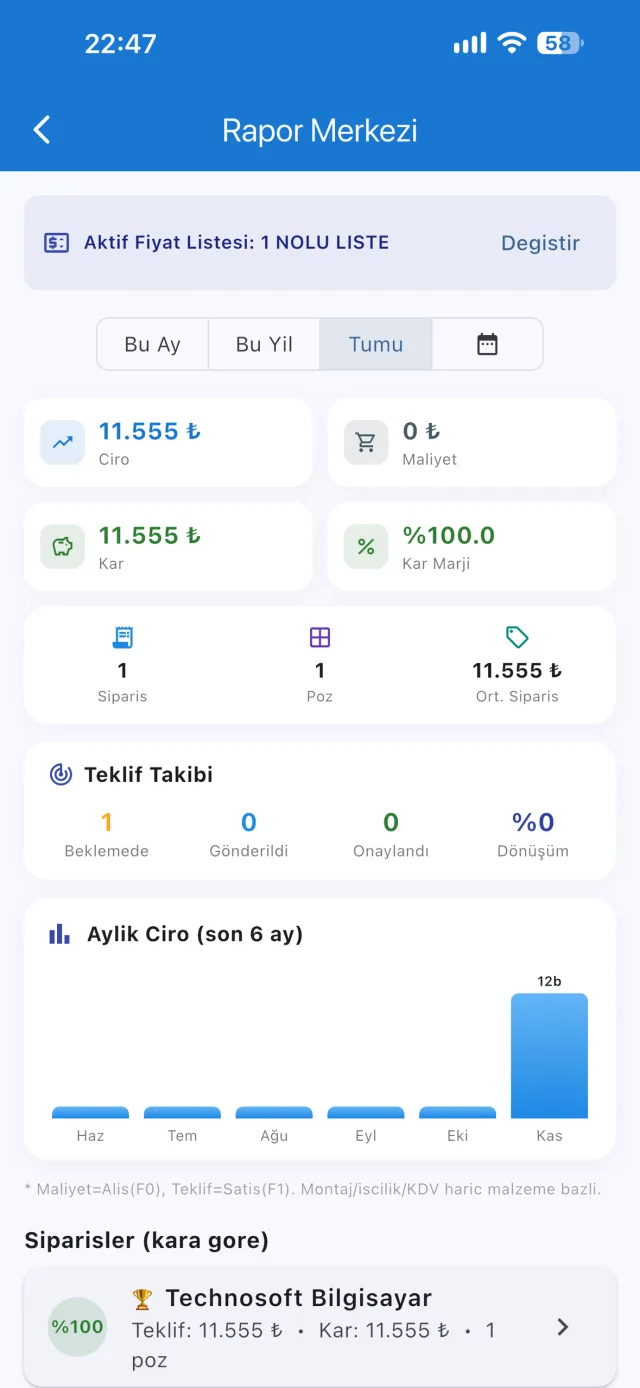 22:47
58
Rapor Merkezi
Aktif Fiyat Listesi: 1 NOLU LISTE
Degistir
Bu Ay
Bu Yil
Tumu
11.555 ₺
Ciro
0 ₺
Maliyet
11.555 ₺
Kar
%100.0
Kar Marji
1
Siparis
1
Poz
11.555 ₺
Ort. Siparis
Teklif Takibi
1
Beklemede
0
Gönderildi
0
Onaylandı
%0
Dönüşüm
Aylik Ciro (son 6 ay)
12b
Haz
Tem
Ağu
Eyl
Eki
Kas
* Maliyet=Alis(F0), Teklif=Satis(F1). Montaj/iscilik/KDV haric malzeme bazli.
Siparisler (kara gore)
%100
🏆 Technosoft Bilgisayar
Teklif: 11.555 ₺ • Kar: 11.555 ₺ • 1
poz